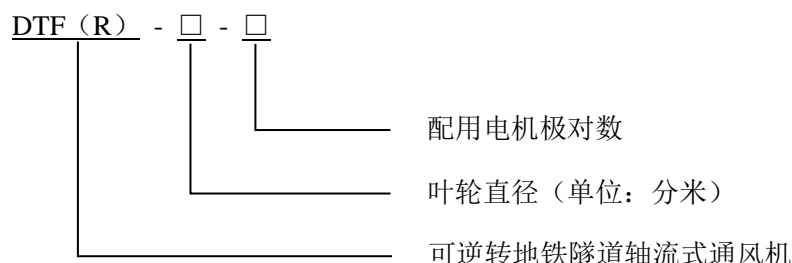 DTF（R） - □ - □
配用电机极对数
叶轮直径（单位：分米）
可逆转地铁隧道轴流式通风机